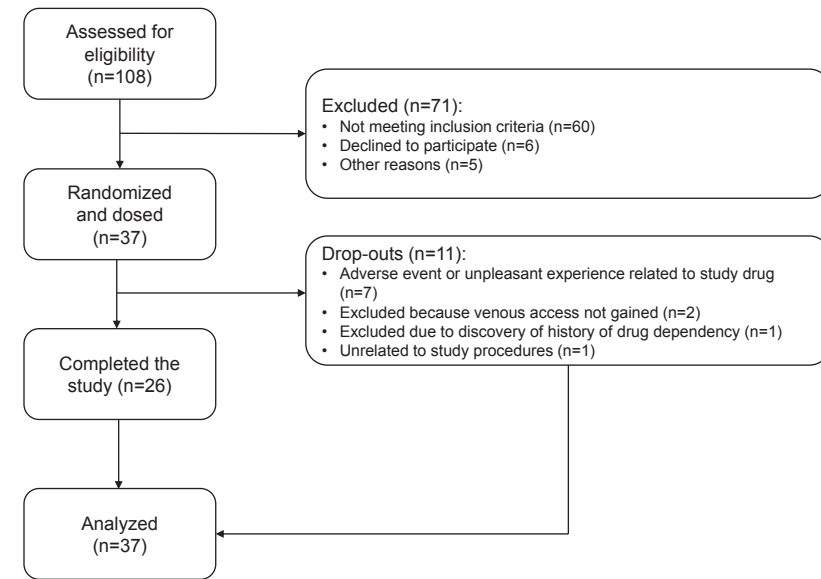 Assessed for
eligibility
(n=108)
Excluded (n=71):
• Not meeting inclusion criteria (n=60)
• Declined to participate (n=6)
• Other reasons (n=5)
Randomized
and dosed
(n=37)
Drop-outs (n=11):
• Adverse event or unpleasant experience related to study drug
(n=7)
• Excluded because venous access not gained (n=2)
• Excluded due to discovery of history of drug dependency (n=1)
• Unrelated to study procedures (n=1)
Completed the
study (n=26)
Analyzed
(n=37)